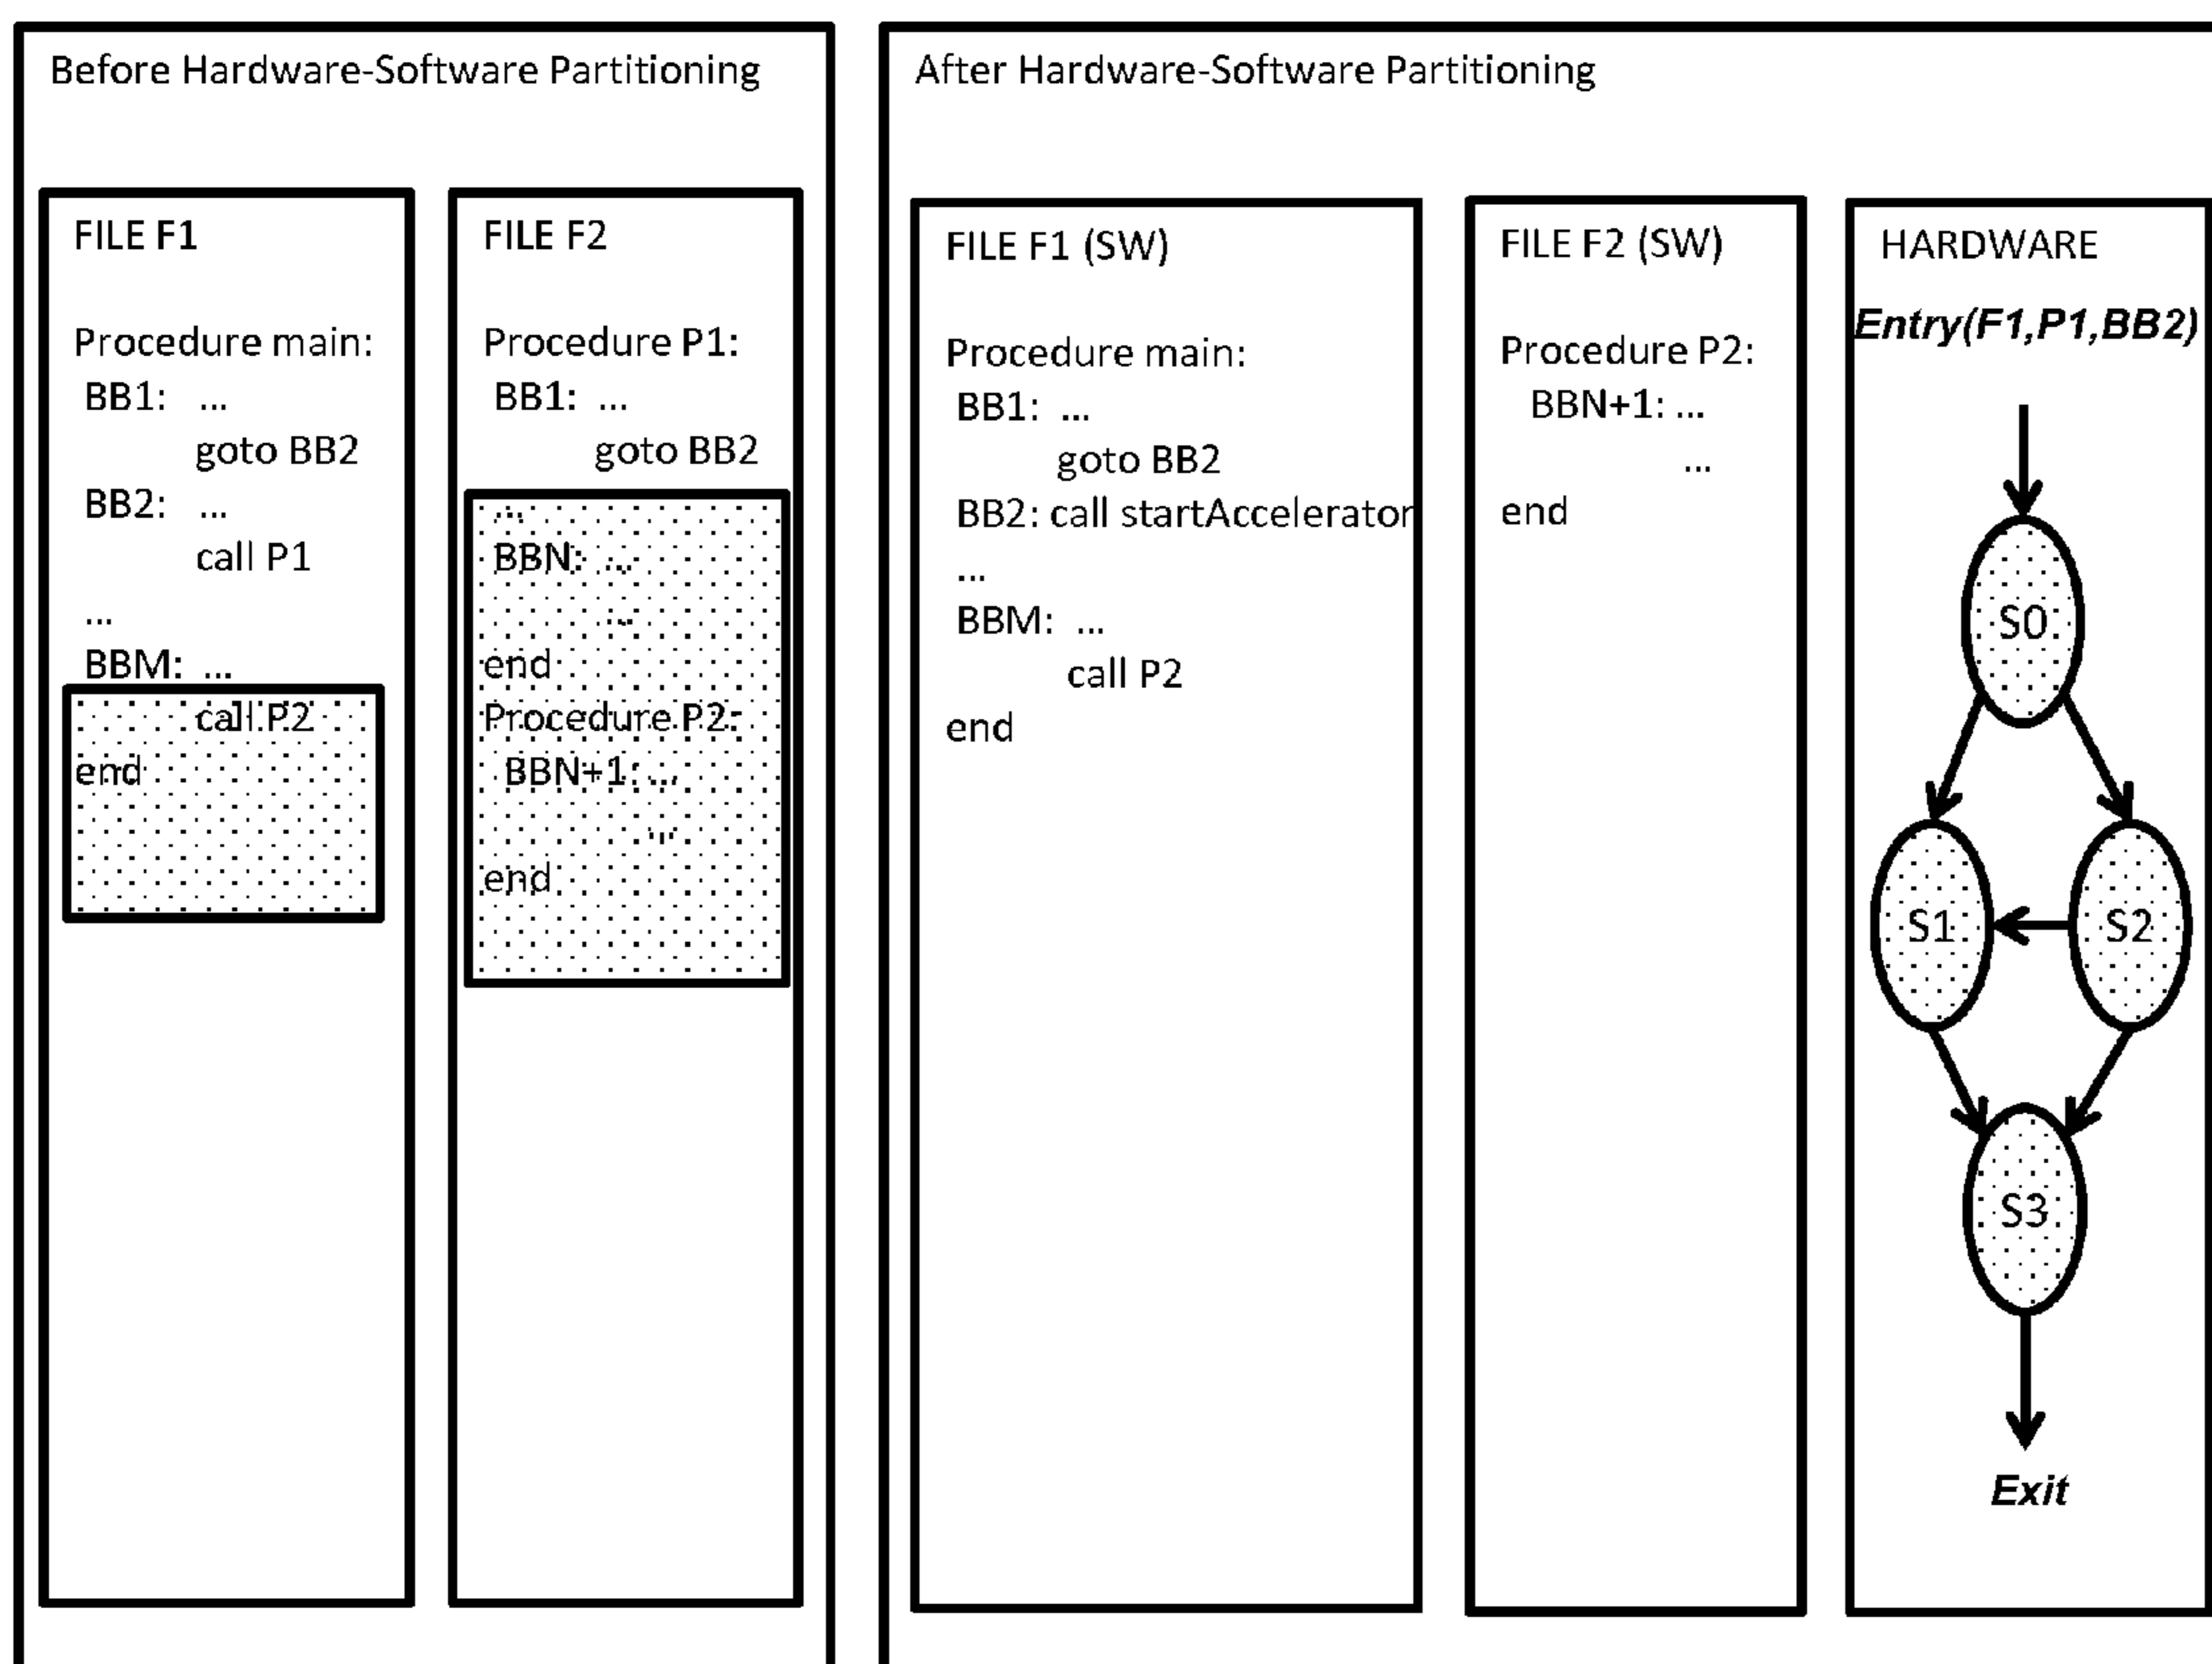 Before Hardware-Software Partitioning
FILE F1
Procedure main:
BB1: ...
goto BB2
BB2: ...
call P1
...
BBM: ...
call P2
end
FILE F2
Procedure P1:
BB1: ...
goto BB2
...
BBN: ...
...
end
Procedure P2:
BBN+1: ...
...
end
After Hardware-Software Partitioning
FILE F1 (SW)
Procedure main:
BB1: ...
goto BB2
BB2: call startAccelerator
...
BBM: ...
call P2
end
FILE F2 (SW)
Procedure P2:
BBN+1: ...
...
end
HARDWARE
Entry(F1,P1,BB2)
S0
S1
S2
S3
Exit